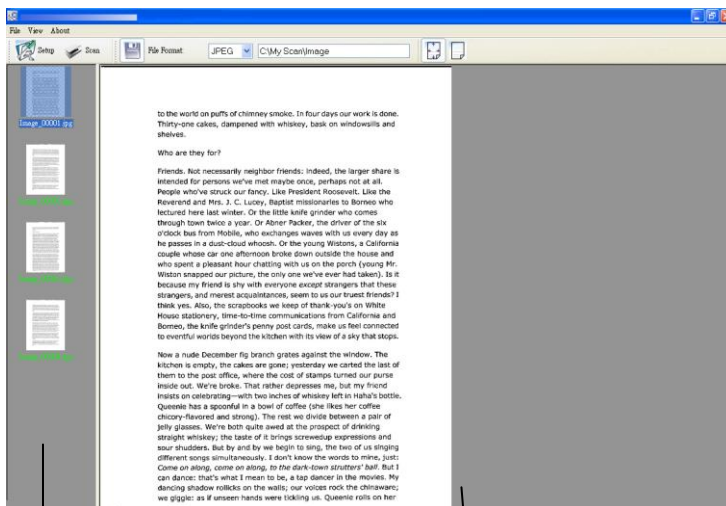 File View About
Setup Scan File Format JPEG C:\My Scan\Image
Image_00001.jpg
to the world on puffs of chimney smoke. In four days our work is done.
Thirty-one cakes, dampened with whiskey, bask on windowsills and
shelves.
Who are they for?
Friends. Not necessarily neighbor friends: indeed, the larger share is
intended for persons we've met maybe once, perhaps not at all.
People who've struck our fancy. Like President Roosevelt. Like the
Reverend and Mrs. J. C. Lucey, Baptist missionaries to Borneo who
lectured here last winter. Or the little knife grinder who comes
through town twice a year. Or Abner Packer, the driver of the six
o'clock bus from Mobile, who exchanges waves with us every day as
he passes in a dust-cloud whoosh. Or the young Wistons, a California
couple whose car one afternoon broke down outside the house and
who spent a pleasant hour chatting with us on the porch (young Mr.
Wiston snapped our picture, the only one we've ever had taken). Is it
because my friend is shy with everyone except strangers that these
strangers, and merest acquaintances, seem to us our truest friends? I
think yes. Also, the scrapbooks we keep of thank-you's on White
House stationery, time-to-time communications from California and
Borneo, the knife grinder's penny post cards, make us feel connected
to eventful worlds beyond the kitchen with its view of a sky that stops.
Now a nude December fig branch grates against the window. The
kitchen is empty, the cakes are gone; yesterday we carted the last of
them to the post office, where the cost of stamps turned our purse
inside out. We're broke. That rather depresses me, but my friend
insists on celebrating—with two inches of whiskey left in Haha's bottle.
Queenie has a spoonful in a bowl of coffee (she likes her coffee
chicory-flavored and strong). The rest we divide between a pair of
jelly glasses. We're both quite awed at the prospect of drinking
straight whiskey; the taste of it brings screwedup expressions and
sour shudders. But by and by we begin to sing, the two of us singing
different songs simultaneously. I don't know the words to mine, just:
Come on along, come on along, to the dark-town strutters' ball. But I
can dance: that's what I mean to be, a tap dancer in the movies. My
dancing shadow rollicks on the walls; our voices rock the chinaware;
we giggle: as if unseen hands were tickling us. Queenie rolls on her